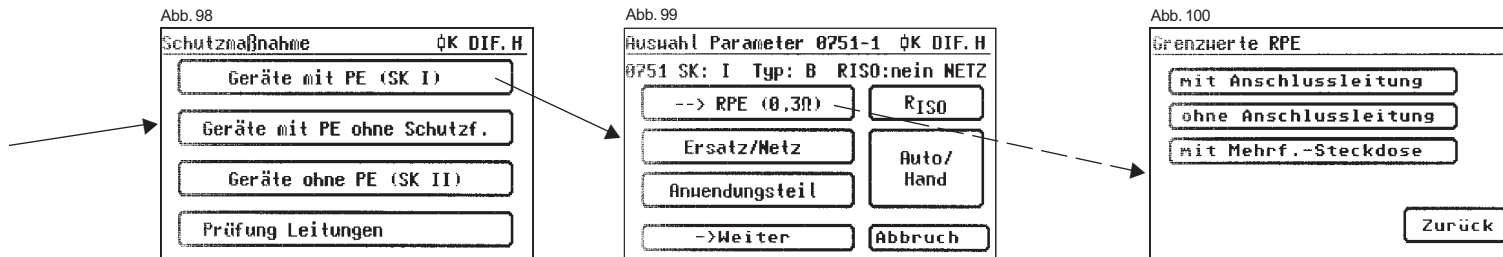 Abb. 98
Schutzmaßnahme ϕK DIF.H
Geräte mit PE (SK I)
Geräte mit PE ohne Schutzf.
Geräte ohne PE (SK II)
Prüfung Leitungen
Abb. 99
Auswahl Parameter 0751-1 ϕK DIF.H
0751 SK: I Typ: B RISO:nein NETZ
--> RPE (0,3Ω)
RISO
Ersatz/Netz
Auto/
Hand
Anwendungsteil
->Weiter
Abbruch
Abb. 100
Grenzwerte RPE
mit Anschlussleitung
ohne Anschlussleitung
mit Mehrf.-Steckdose
Zurück